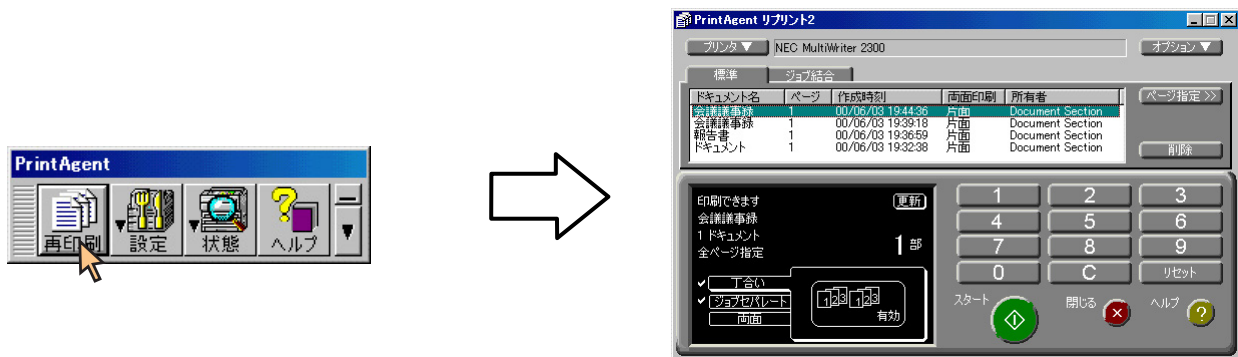 PrintAgent
再印刷 設定 状態 ヘルプ
PrintAgent リプリント2
プリンタ▼ NEC MultiWriter 2300 オプション▼
標準 ジョブ結合
ドキュメント名 ページ 作成時刻 両面印刷 所有者 ページ指定 >>
会議議事録 1 00/06/03 19:44:36 片面 Document Section
会議議事録 1 00/06/03 19:39:18 片面 Document Section
報告書 1 00/06/03 19:36:59 片面 Document Section
ドキュメント 1 00/06/03 19:32:38 片面 Document Section
削除
印刷できます 更新
会議議事録
1 ドキュメント
全ページ指定 1 部
丁合い
ジョブセパレート
両面
123 123
有効
1 2 3
4 5 6
7 8 9
0 C リセット
スタート 閉じる ヘルプ